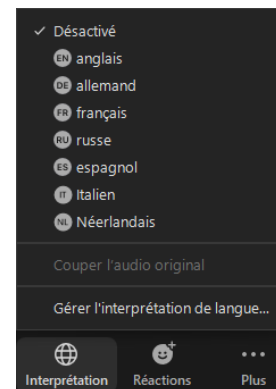 ✓ Désactivé
EN anglais
DE allemand
FR français
RU russe
ES espagnol
IT Italien
NL Néerlandais
Couper l'audio original
Gérer l'interprétation de langue...
Interprétation Réactions Plus